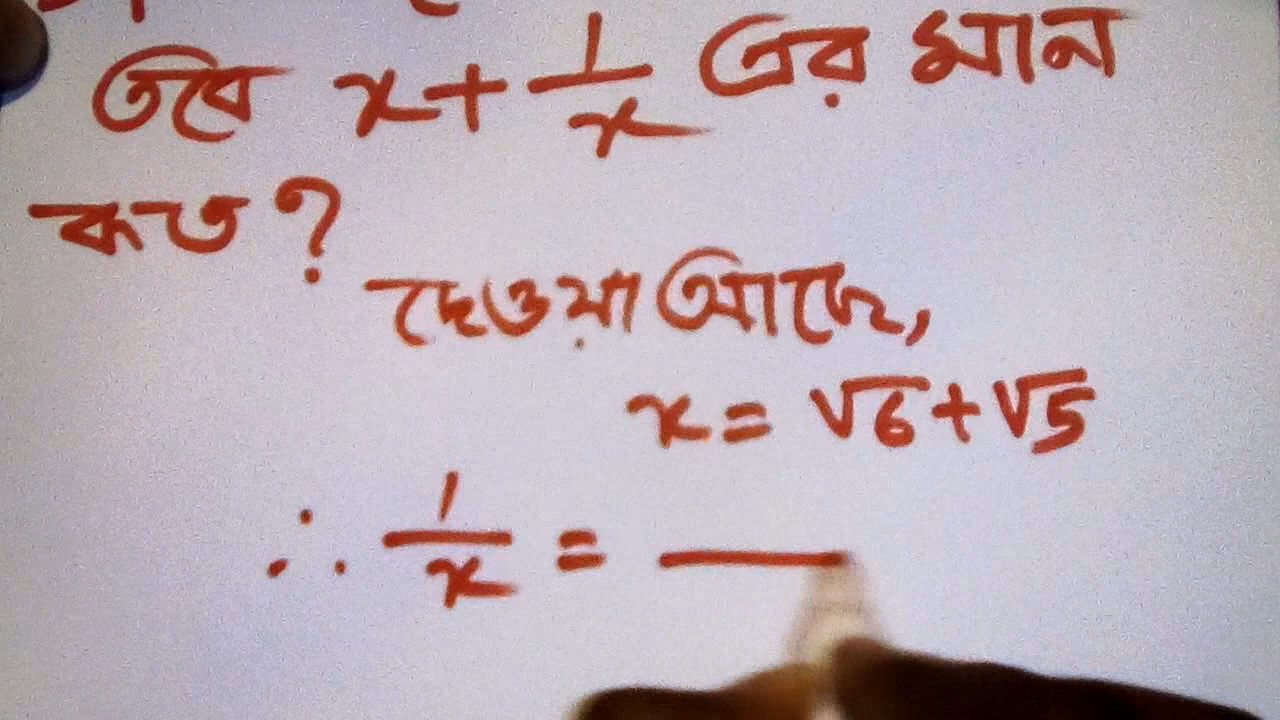 তবে x + 1/x এর মান
কত?
দেওয়া আছে,
x = √6 + √5
∴ 1/x =